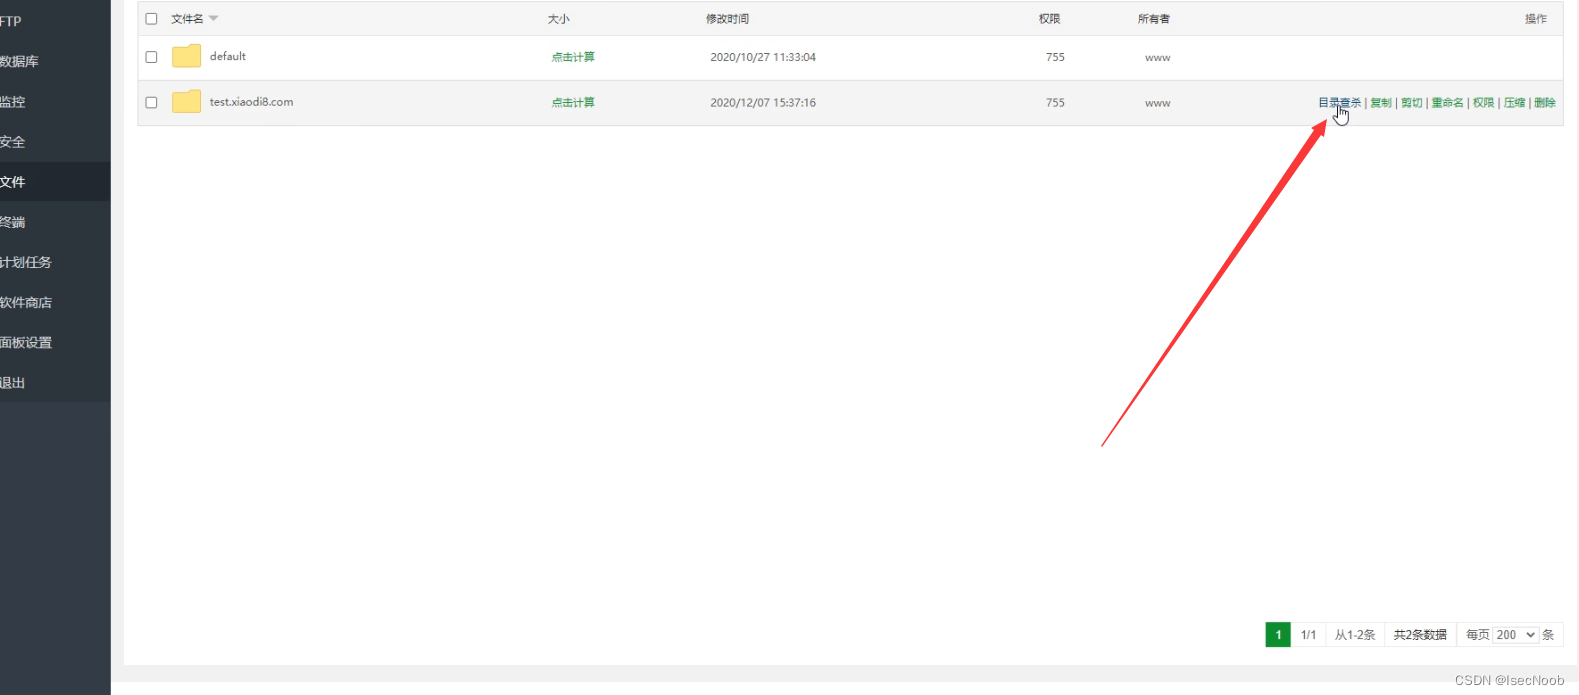 FTP
数据库
监控
安全
文件
终端
计划任务
软件商店
面板设置
退出
文件名 大小 修改时间 权限 所有者 操作
default 点击计算 2020/10/27 11:33:04 755 www
test.xiaodi8.com 点击计算 2020/12/07 15:37:16 755 www 目录查杀 | 复制 | 剪切 | 重命名 | 权限 | 压缩 | 删除
1 1/1 从1-2条 共2条数据 每页 200 条
CSDN @IsecNoob